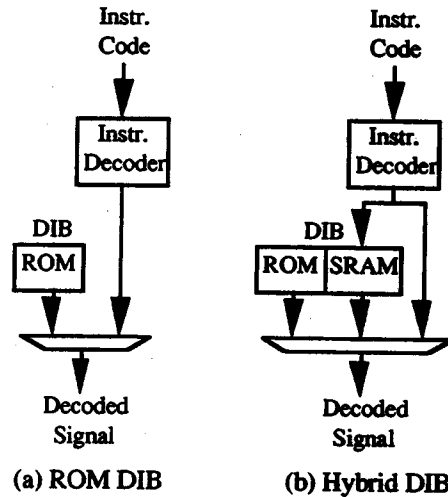 Instr.
Code
Instr.
Decoder
DIB
ROM
Decoded
Signal
(a) ROM DIB
Instr.
Code
Instr.
Decoder
DIB
ROM SRAM
Decoded
Signal
(b) Hybrid DIB